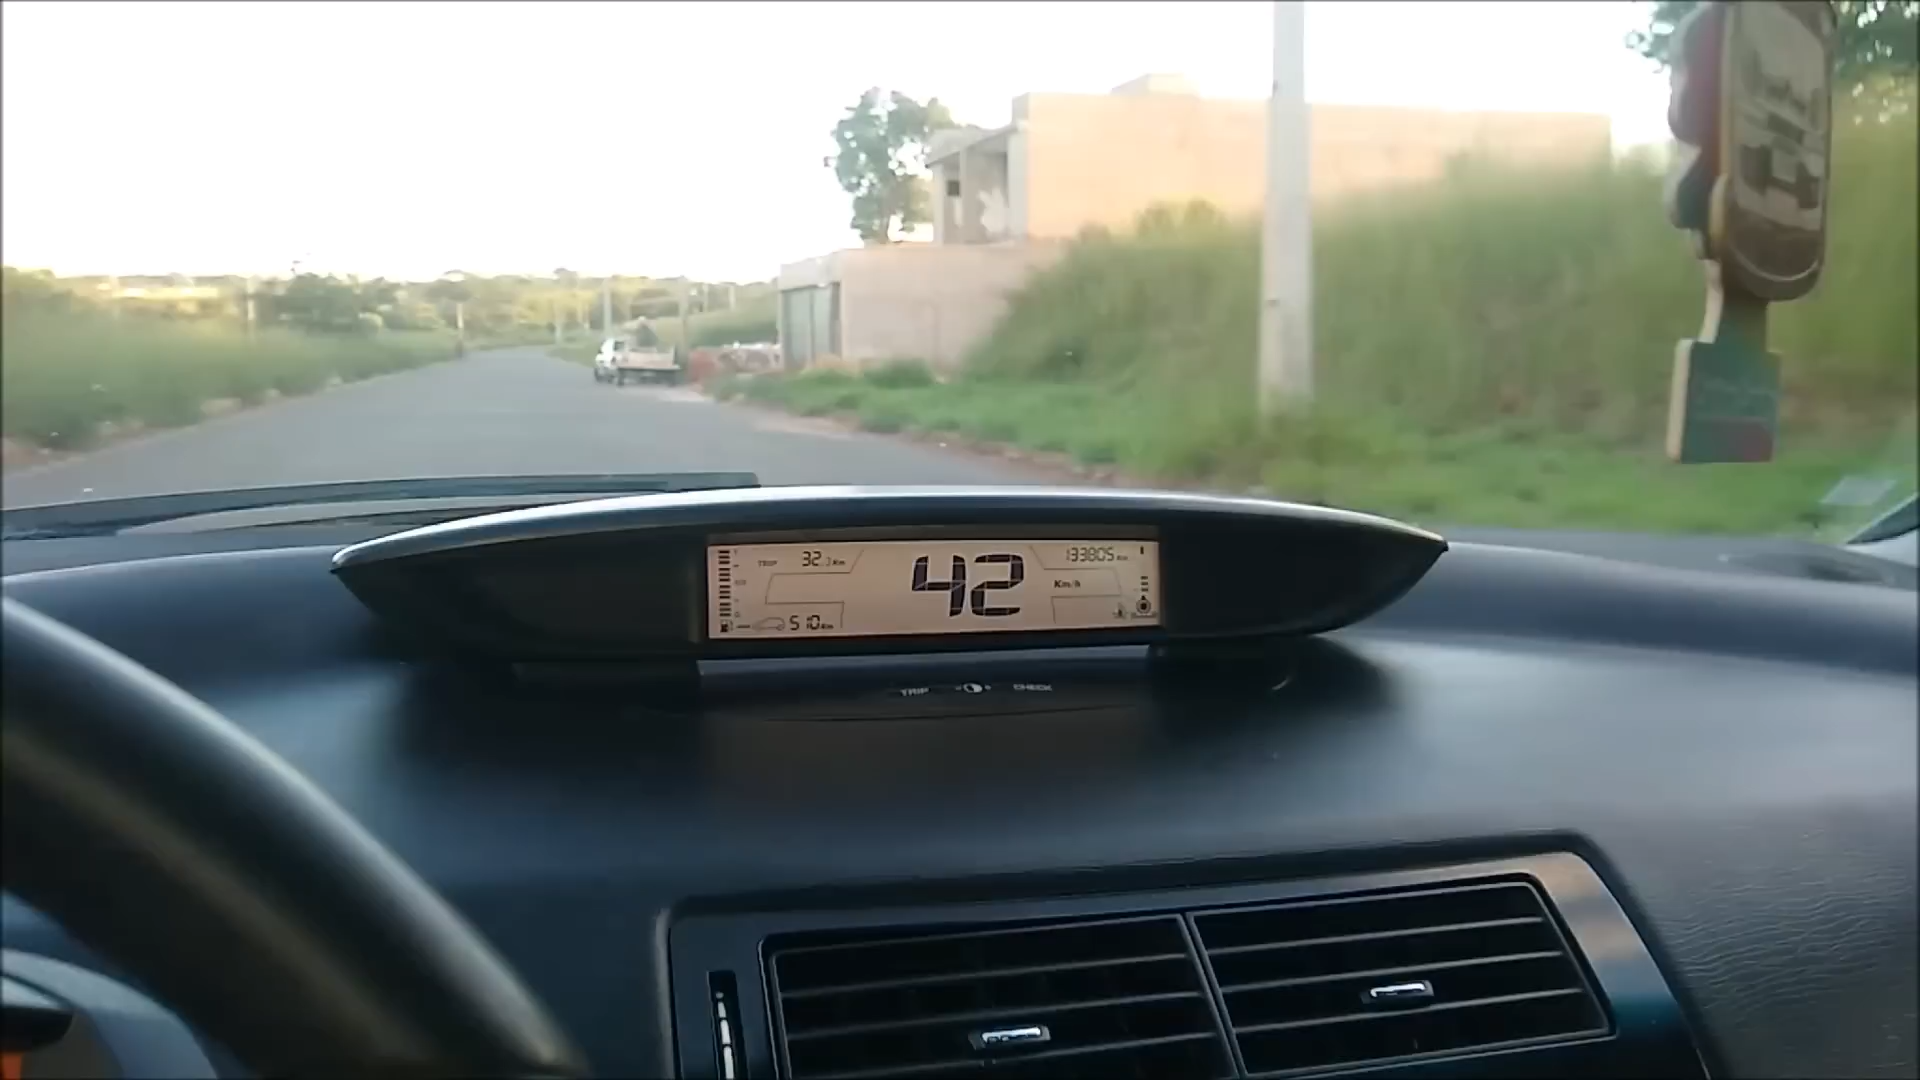 TRIP 32.3 Km
133805 Km
42 Km/h
510 Km
TRIP CHECK